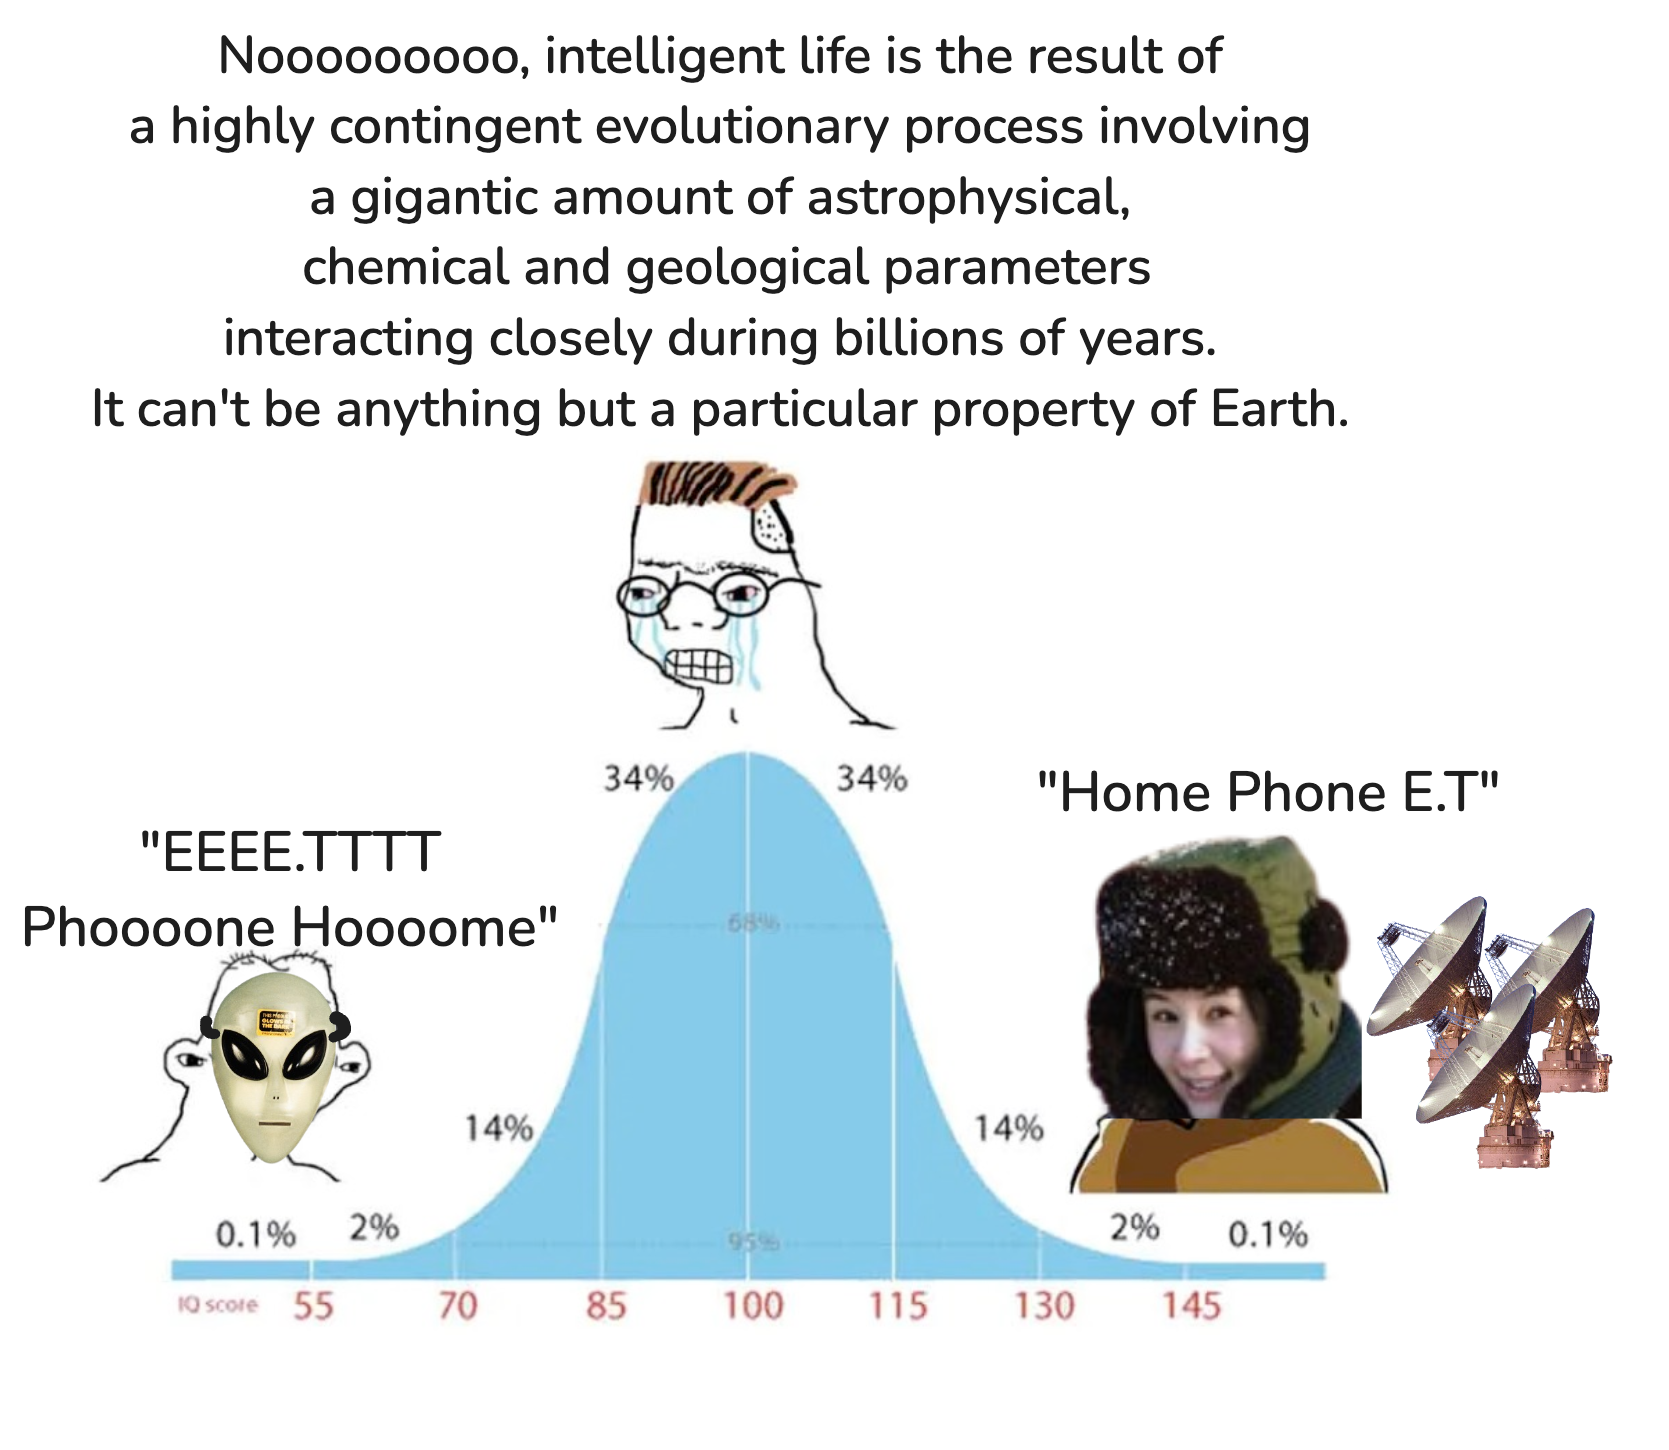 Nooooooooo, intelligent life is the result of
a highly contingent evolutionary process involving
a gigantic amount of astrophysical,
chemical and geological parameters
interacting closely during billions of years.
It can't be anything but a particular property of Earth.
34%
34%
"Home Phone E.T"
"EEEE.TTTT
Phoooone Hoooome"
68%
14%
14%
0.1%
2%
95%
2%
0.1%
IQ score 55 70 85 100 115 130 145